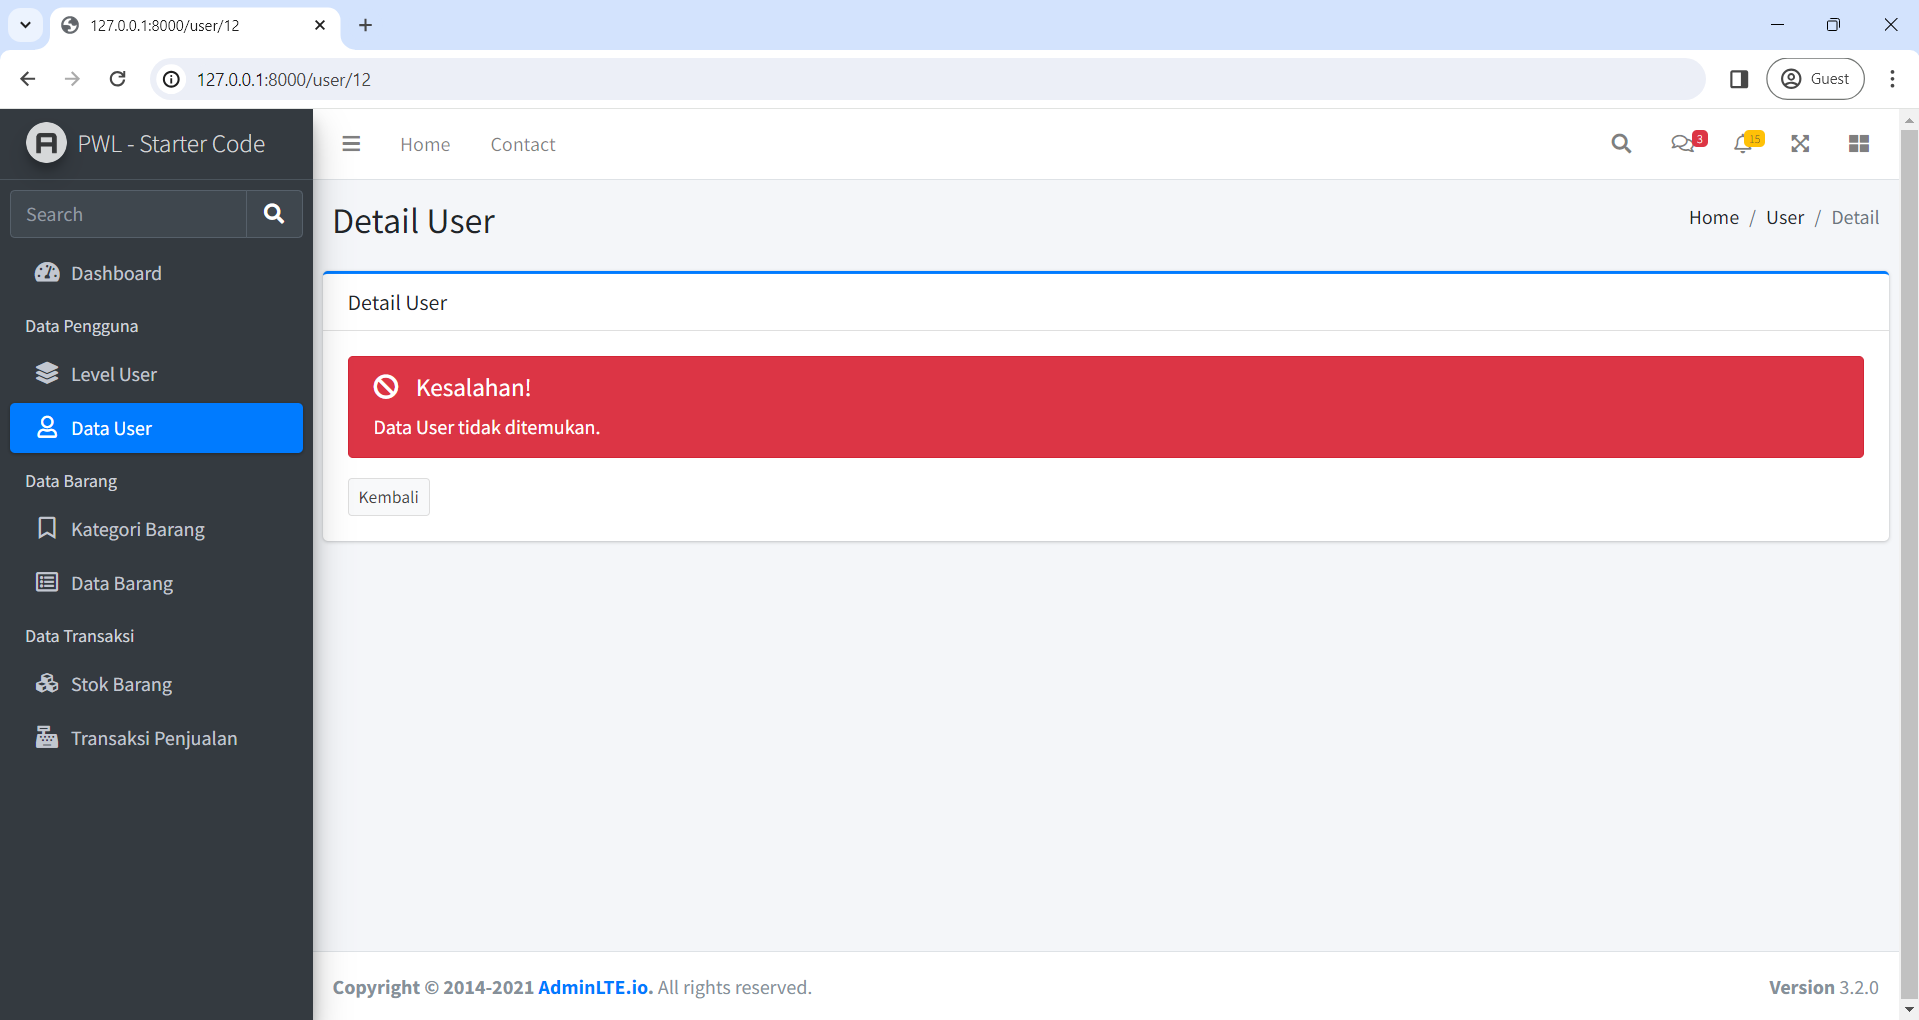 127.0.0.1:8000/user/12
127.0.0.1:8000/user/12
Guest
PWL - Starter Code
Home
Contact
3
15
Search
Detail User
Home / User / Detail
Dashboard
Detail User
Data Pengguna
Level User
Kesalahan!
Data User tidak ditemukan.
Data User
Data Barang
Kembali
Kategori Barang
Data Barang
Data Transaksi
Stok Barang
Transaksi Penjualan
Copyright © 2014-2021 AdminLTE.io. All rights reserved.
Version 3.2.0